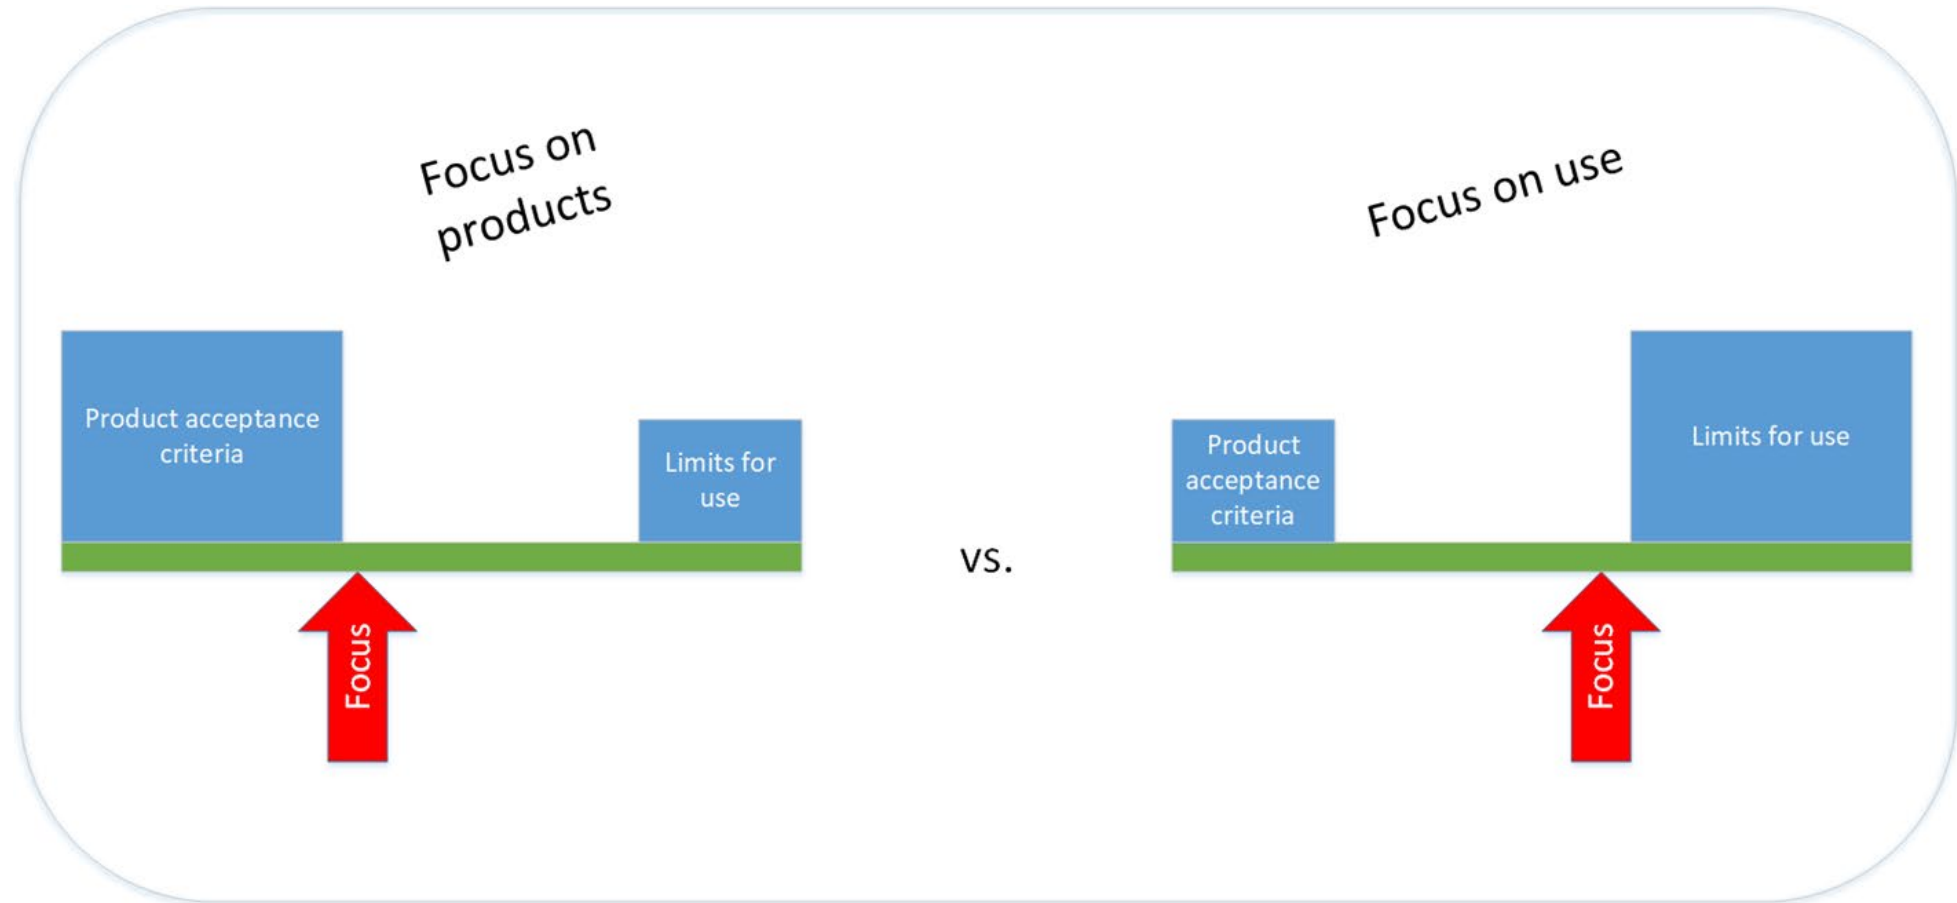 Focus on
products
Product acceptance
criteria
Limits for
use
Focus
vs.
Focus on use
Product
acceptance
criteria
Limits for use
Focus